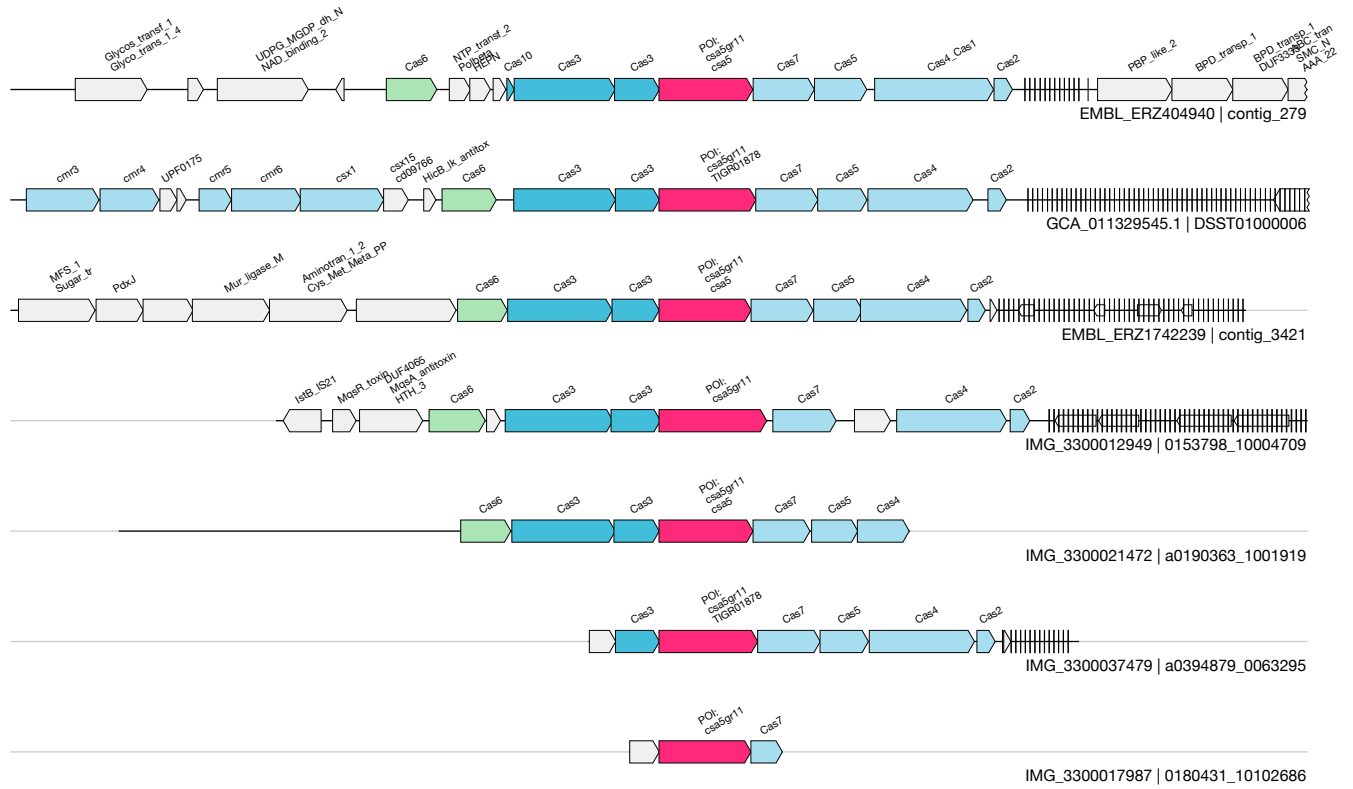 Glycos_transf_1
Glyco_trans_1_4
UDPG_MGDP_dh_N
NAD_binding_2
Cas6
NTP_transf_2
Polbeta
HEPN
Cas10
Cas3
Cas3
POI:
csa5gr11
csa5
Cas7
Cas5
Cas4_Cas1
Cas2
PBP_like_2
BPD_transp_1
BPD_transp_1
DUF3333
ABC_tran
SMC_N
AAA_22
EMBL_ERZ404940 | contig_279
cmr3
cmr4
UPF0175
cmr5
cmr6
csx1
csx15
cd09766
HicB_lk_antitox
Cas6
Cas3
Cas3
POI:
csa5gr11
TIGR01878
Cas7
Cas5
Cas4
Cas2
GCA_011329545.1 | DSST01000006
MFS_1
Sugar_tr
PdxJ
Mur_ligase_M
Aminotran_1_2
Cys_Met_Meta_PP
Cas6
Cas3
Cas3
POI:
csa5gr11
csa5
Cas7
Cas5
Cas4
Cas2
EMBL_ERZ1742239 | contig_3421
IstB_IS21
MqsR_toxin
DUF4065
MqsA_antitoxin
HTH_3
Cas6
Cas3
Cas3
POI:
csa5gr11
Cas7
Cas4
Cas2
IMG_3300012949 | 0153798_10004709
Cas6
Cas3
Cas3
POI:
csa5gr11
csa5
Cas7
Cas5
Cas4
IMG_3300021472 | a0190363_1001919
Cas3
POI:
csa5gr11
TIGR01878
Cas7
Cas5
Cas4
Cas2
IMG_3300037479 | a0394879_0063295
POI:
csa5gr11
Cas7
IMG_3300017987 | 0180431_10102686